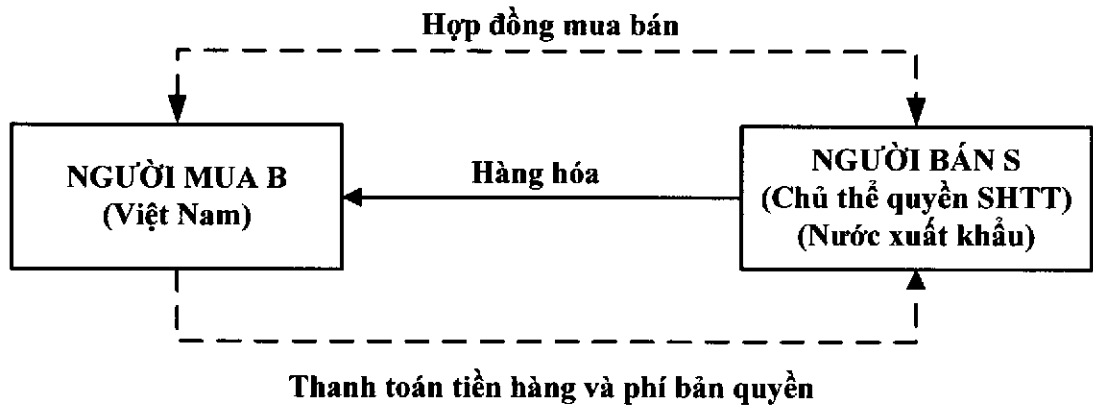 Hợp đồng mua bán
NGƯỜI MUA B
(Việt Nam)
Hàng hóa
NGƯỜI BÁN S
(Chủ thể quyền SHTT)
(Nước xuất khẩu)
Thanh toán tiền hàng và phí bản quyền